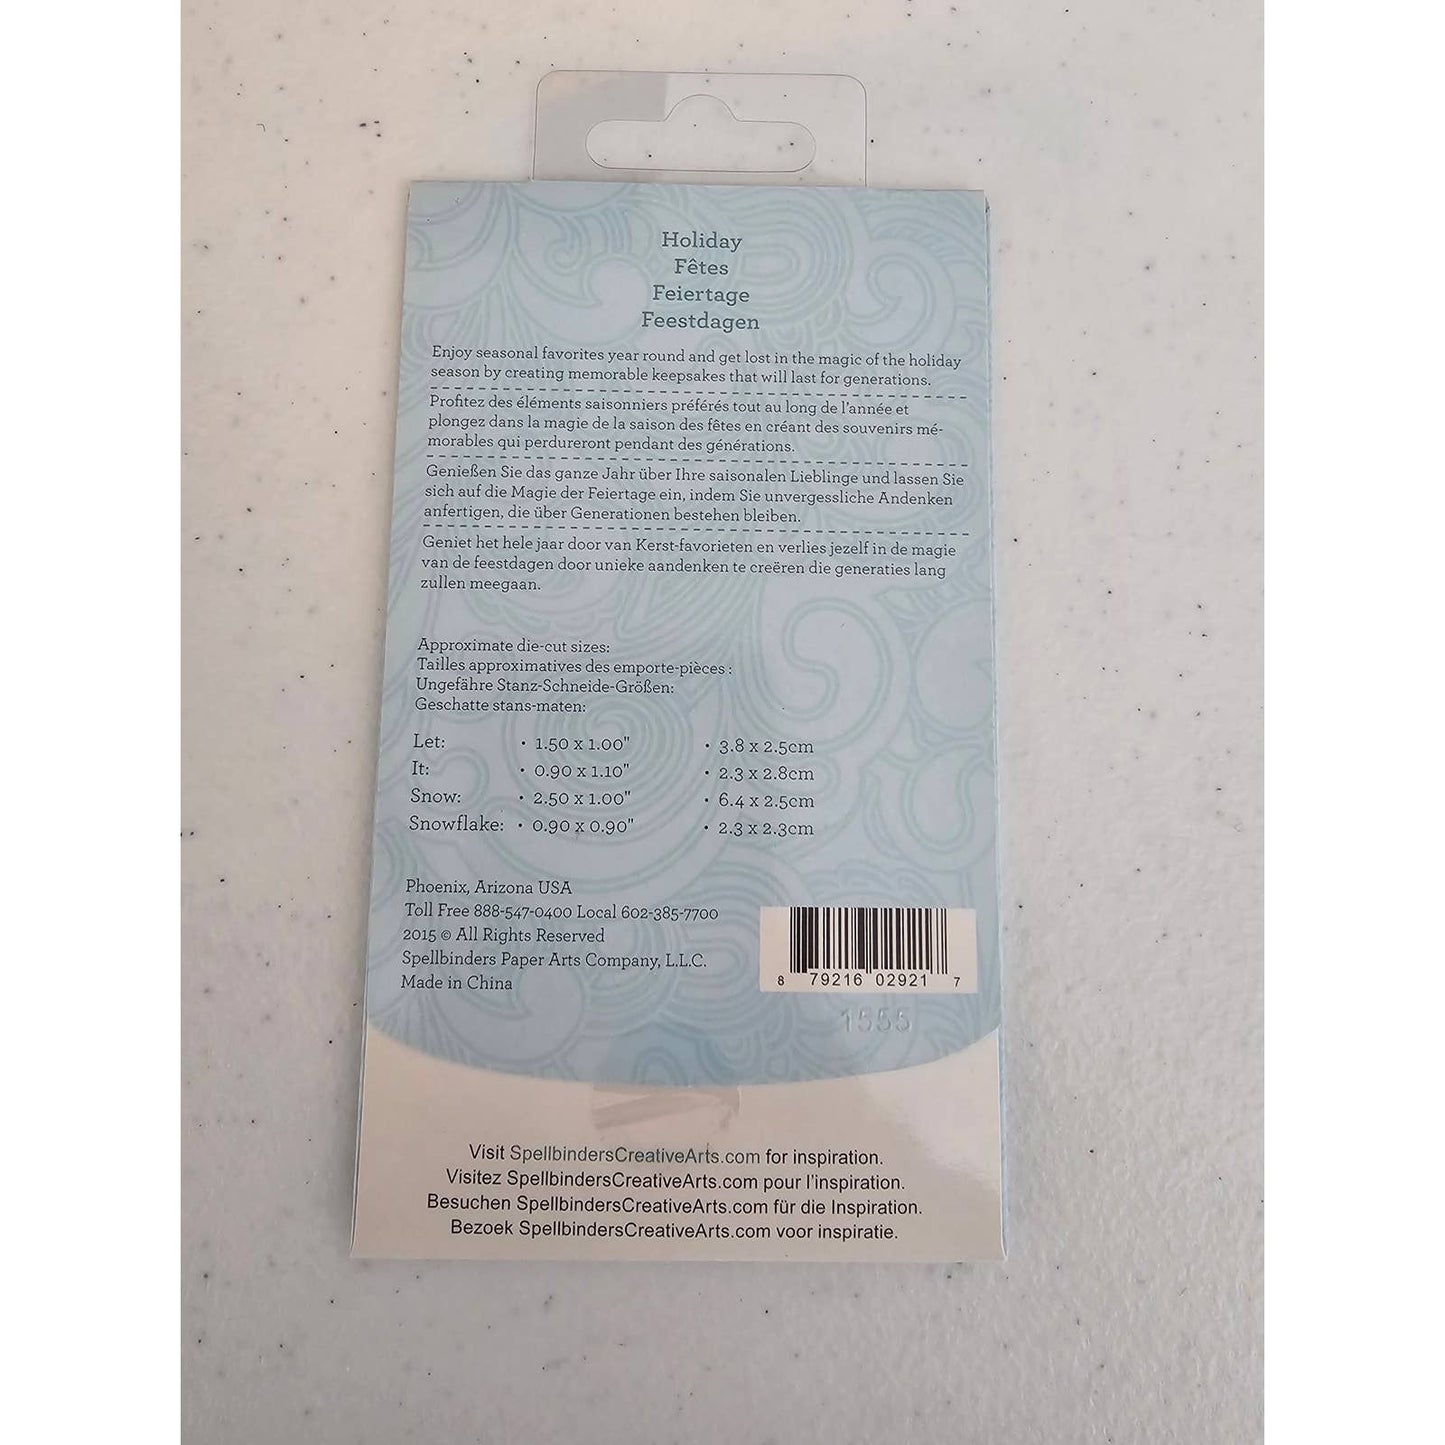 Holiday
Fêtes
Feiertage
Feestdagen
Enjoy seasonal favorites year round and get lost in the magic of the holiday
season by creating memorable keepsakes that will last for generations.
Profitez des éléments saisonniers préférés tout au long de l'année et
plongez dans la magie de la saison des fêtes en créant des souvenirs mé-
morables qui perdureront pendant des générations.
Genießen Sie das ganze Jahr über Ihre saisonalen Lieblinge und lassen Sie
sich auf die Magie der Feiertage ein, indem Sie unvergessliche Andenken
anfertigen, die über Generationen bestehen bleiben.
Geniet het hele jaar door van Kerst-favorieten en verlies jezelf in de magie
van de feestdagen door unieke aandenken te creëren die generaties lang
zullen meegaan.
Approximate die-cut sizes:
Tailles approximatives des emporte-pièces :
Ungefähre Stanz-Schneide-Größen:
Geschatte stans-maten:
Let: • 1.50 x 1.00" • 3.8 x 2.5cm
It: • 0.90 x 1.10" • 2.3 x 2.8cm
Snow: • 2.50 x 1.00" • 6.4 x 2.5cm
Snowflake: • 0.90 x 0.90" • 2.3 x 2.3cm
Phoenix, Arizona USA
Toll Free 888-547-0400 Local 602-385-7700
2015 © All Rights Reserved
Spellbinders Paper Arts Company, L.L.C.
Made in China
8 79216 02921 7
1555
Visit SpellbindersCreativeArts.com for inspiration.
Visitez SpellbindersCreativeArts.com pour l'inspiration.
Besuchen SpellbindersCreativeArts.com für die Inspiration.
Bezoek SpellbindersCreativeArts.com voor inspiratie.